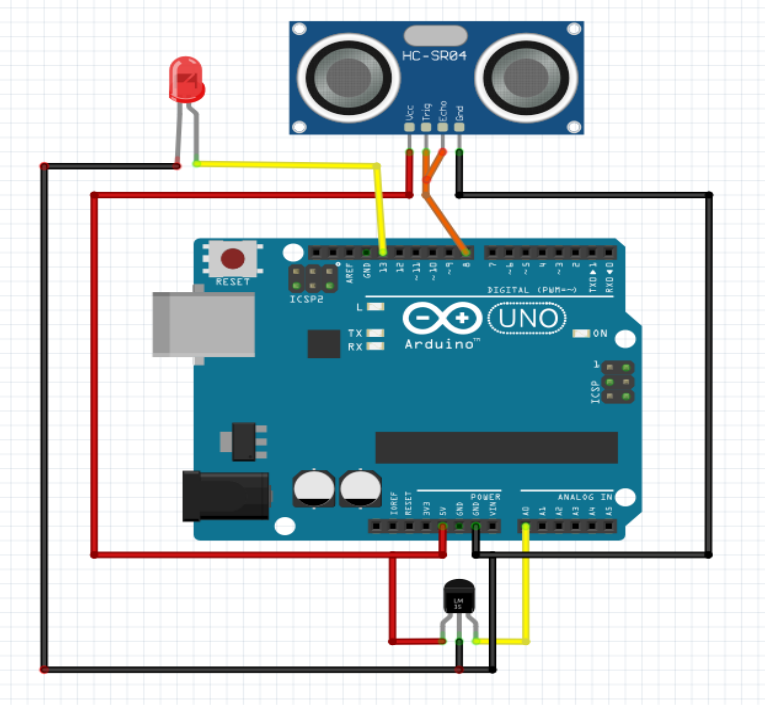 HC-SR04
Vcc
Trig
Echo
Gnd
RESET
ICSP2
AREF
GND
13
12
~11
~10
~9
8
7
~6
~5
4
~3
2
TXD▶1
RXD◀0
DIGITAL (PWM=~)
L
TX
RX
UNO
Arduino™
ON
1
ICSP
POWER
ANALOG IN
IOREF
RESET
3V3
5V
GND
GND
VIN
A0
A1
A2
A3
A4
A5
LM
35